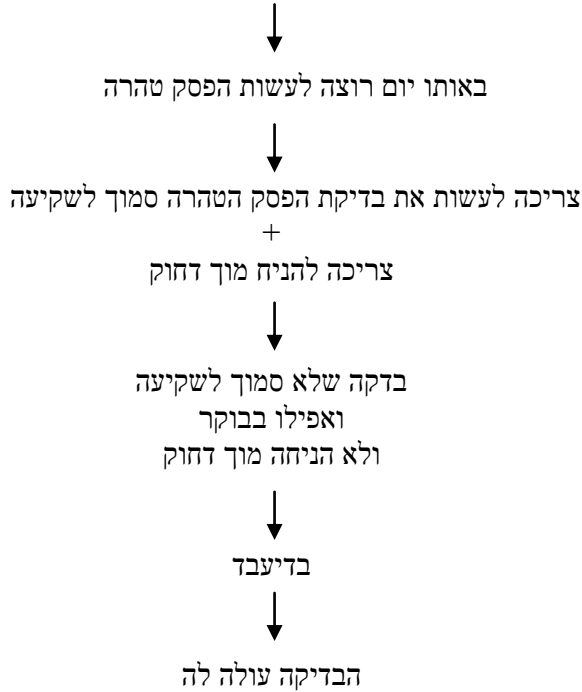 באותו יום רוצה לעשות הפסק טהרה
צריכה לעשות את בדיקת הפסק הטהרה סמוך לשקיעה
+
צריכה להניח מוך דחוק
בדקה שלא סמוך לשקיעה
ואפילו בבוקר
ולא הניחה מוך דחוק
בדיעבד
הבדיקה עולה לה